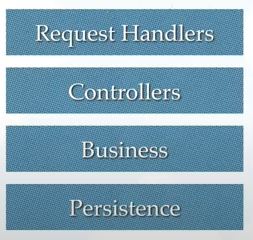 Request Handlers
Controllers
Business
Persistence